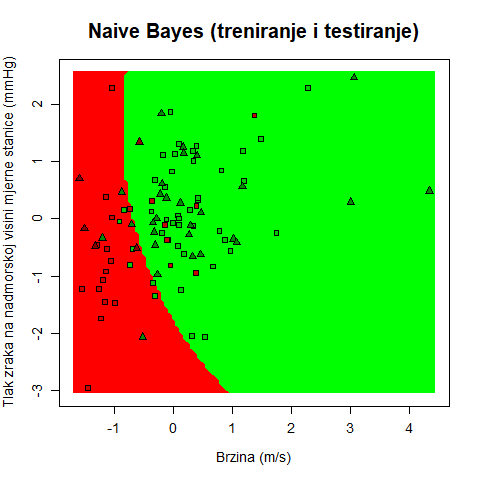 Naive Bayes (treniranje i testiranje)
Tlak zraka na nadmorskoj visini mjerne stanice (mmHg)
2
1
0
-1
-2
-3
-1 0 1 2 3 4
Brzina (m/s)